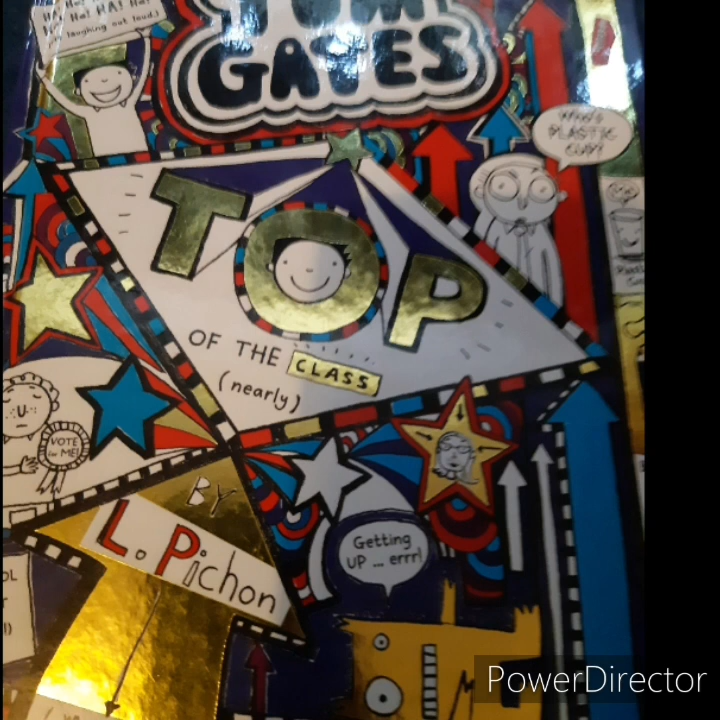 HA! HA! Ha!
laughing out loud)
TOM
GATES
WHO'S
PLASTIC
CUP?
TOP
OF THE CLASS
(nearly)
VOTE
for ME!
BY
L. Pichon
Getting
UP ... errr!
PowerDirector